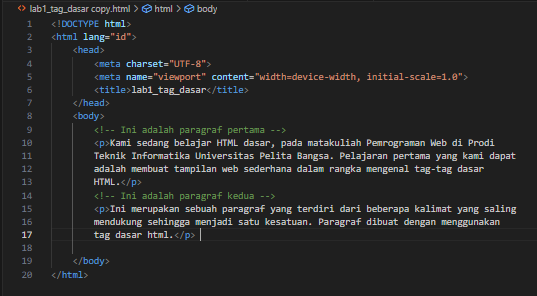 lab1_tag_dasar copy.html > html > body
1 <!DOCTYPE html>
2 <html lang="id">
3 <head>
4 <meta charset="UTF-8">
5 <meta name="viewport" content="width=device-width, initial-scale=1.0">
6 <title>lab1_tag_dasar</title>
7 </head>
8 <body>
9 <!-- Ini adalah paragraf pertama -->
10 <p>Kami sedang belajar HTML dasar, pada matakuliah Pemrograman Web di Prodi
11 Teknik Informatika Universitas Pelita Bangsa. Pelajaran pertama yang kami dapat
12 adalah membuat tampilan web sederhana dalam rangka mengenal tag-tag dasar
13 HTML.</p>
14 <!-- Ini adalah paragraf kedua -->
15 <p>Ini merupakan sebuah paragraf yang terdiri dari beberapa kalimat yang saling
16 mendukung sehingga menjadi satu kesatuan. Paragraf dibuat dengan menggunakan
17 tag dasar html.</p>
18
19 </body>
20 </html>